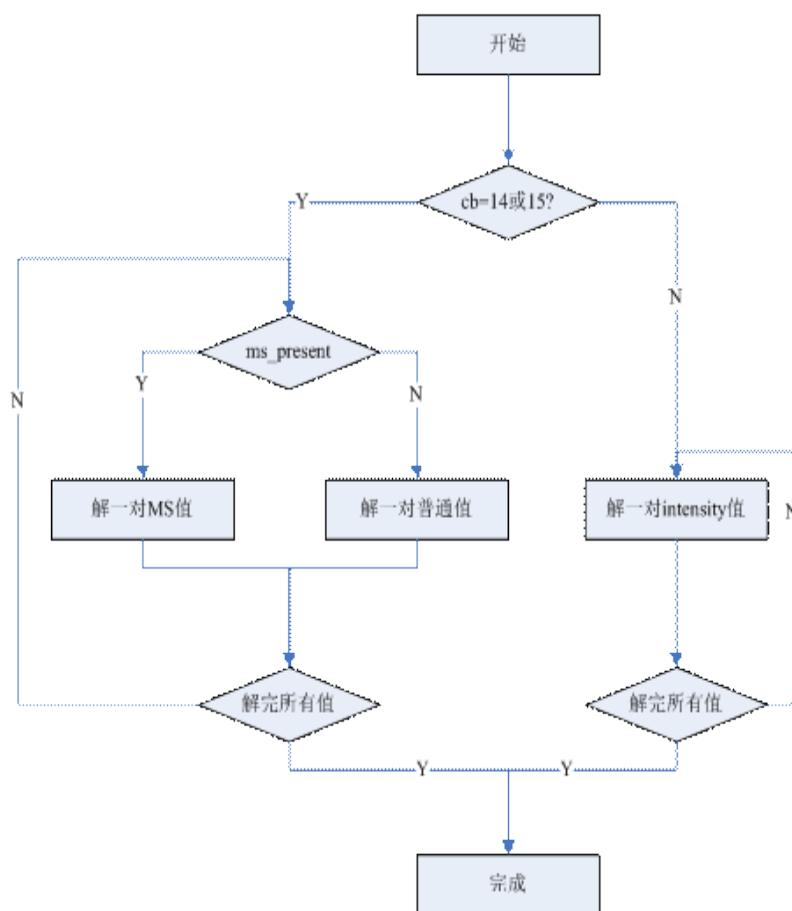 开始
cb=14或15?
Y
N
ms_present
Y
N
N
解一对MS值
解一对普通值
解一对intensity值
N
解完所有值
解完所有值
Y
Y
完成